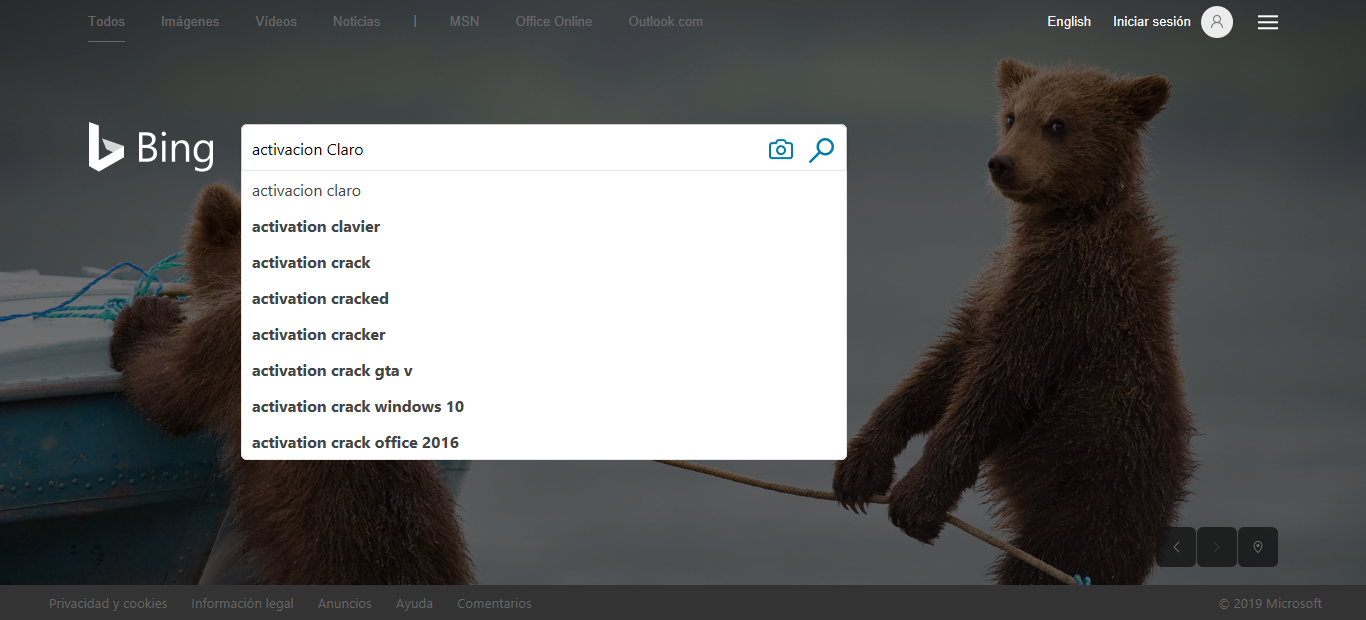 Todos Imágenes Vídeos Noticias | MSN Office Online Outlook.com English Iniciar sesión
Bing
activacion Claro
activacion claro
activation clavier
activation crack
activation cracked
activation cracker
activation crack gta v
activation crack windows 10
activation crack office 2016
Privacidad y cookies Información legal Anuncios Ayuda Comentarios © 2019 Microsoft